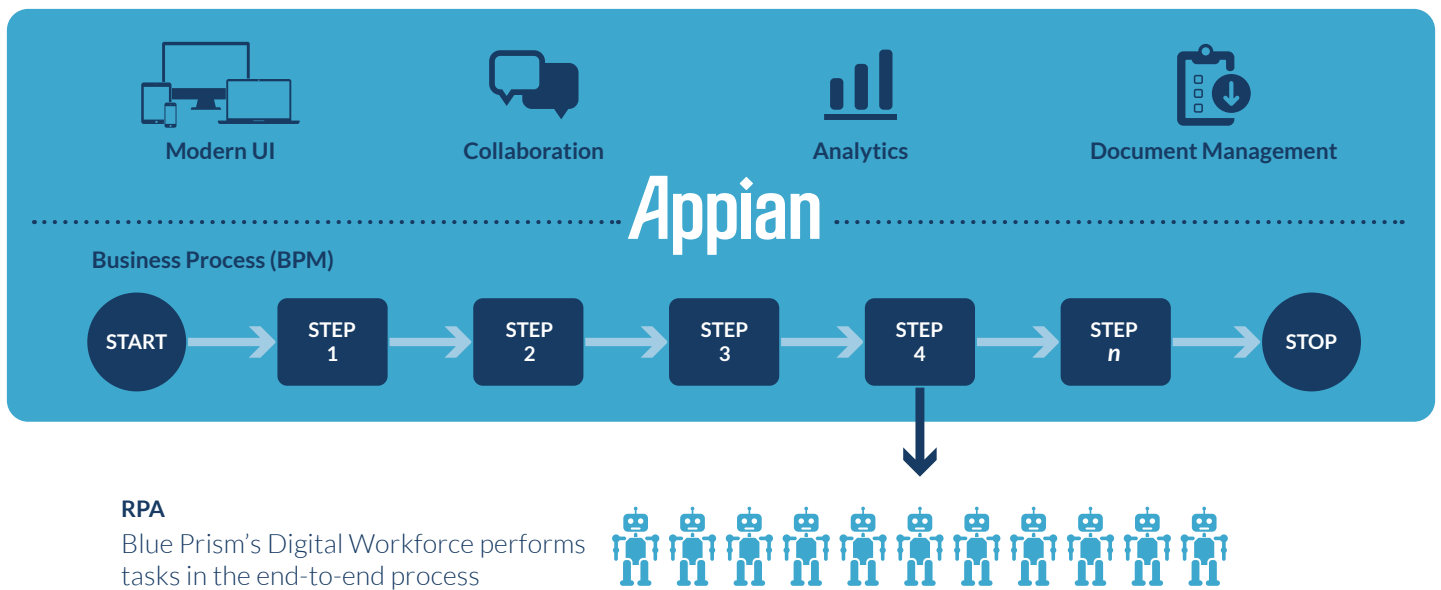 Modern UI
Collaboration
Analytics
Document Management
Appian
Business Process (BPM)
START
STEP
1
STEP
2
STEP
3
STEP
4
STEP
n
STOP
RPA
Blue Prism’s Digital Workforce performs
tasks in the end-to-end process